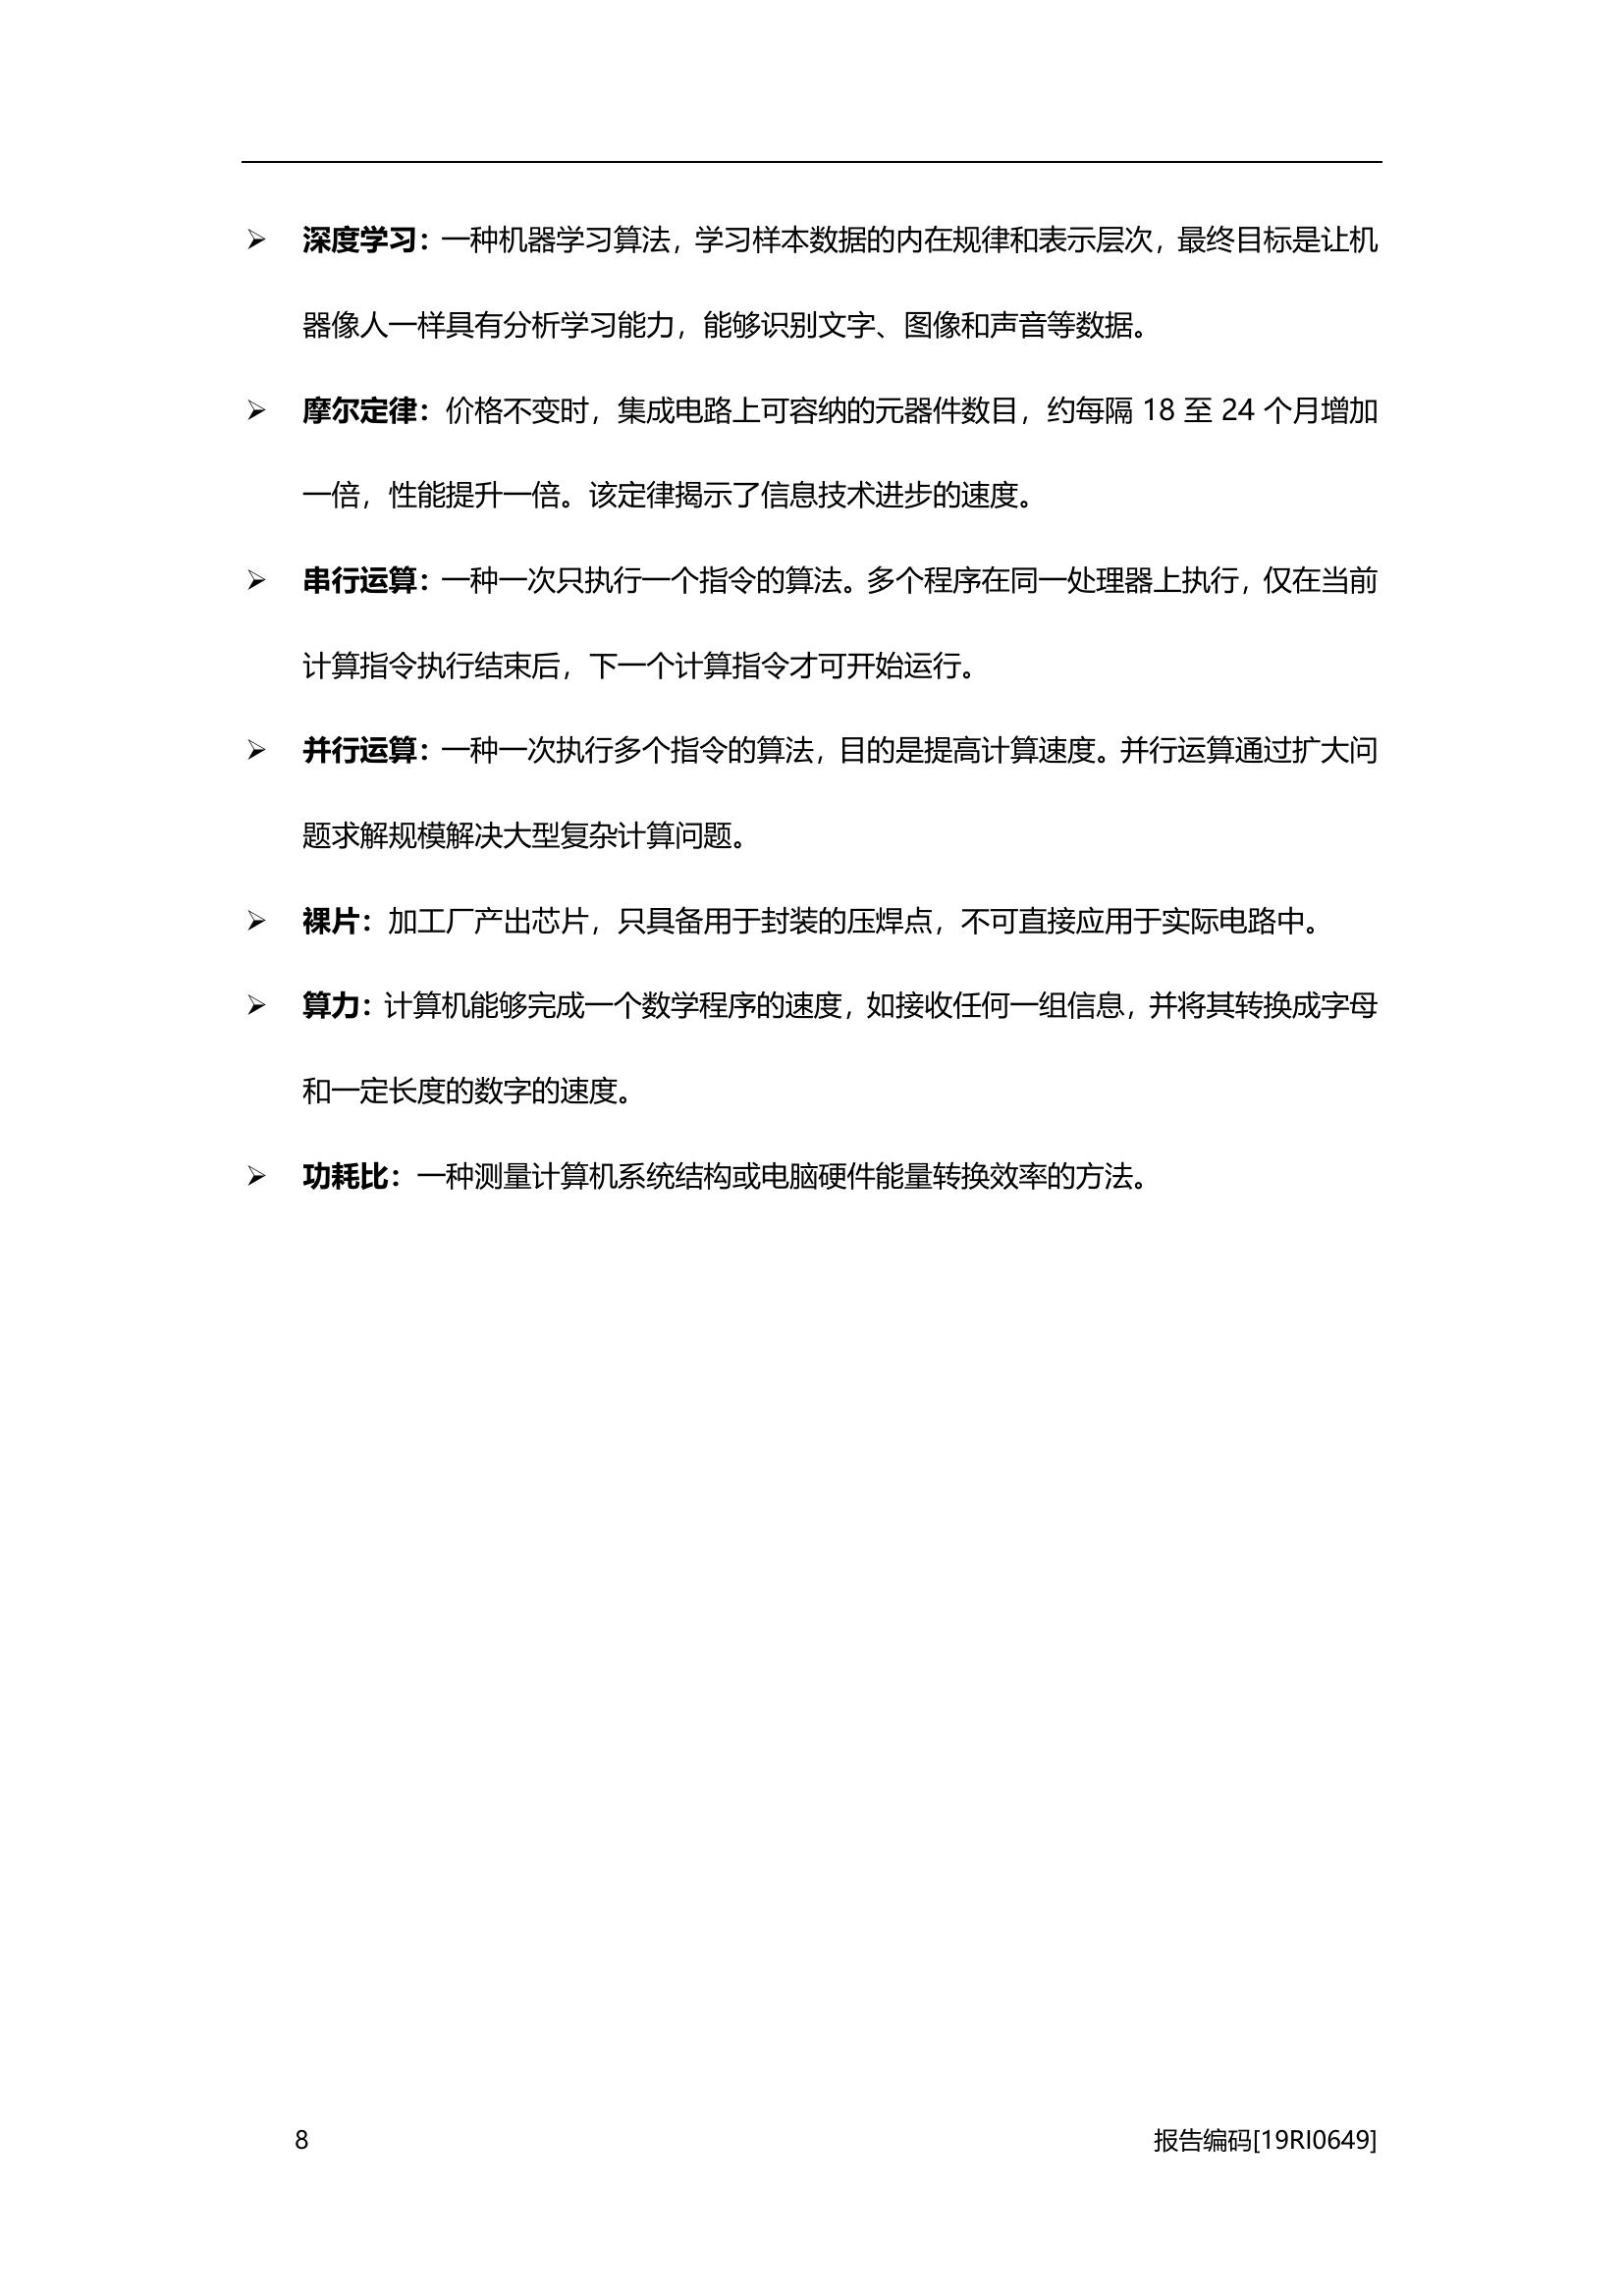 ➢ 深度学习：一种机器学习算法，学习样本数据的内在规律和表示层次，最终目标是让机
器像人一样具有分析学习能力，能够识别文字、图像和声音等数据。
➢ 摩尔定律：价格不变时，集成电路上可容纳的元器件数目，约每隔 18 至 24 个月增加
一倍，性能提升一倍。该定律揭示了信息技术进步的速度。
➢ 串行运算：一种一次只执行一个指令的算法。多个程序在同一处理器上执行，仅在当前
计算指令执行结束后，下一个计算指令才可开始运行。
➢ 并行运算：一种一次执行多个指令的算法，目的是提高计算速度。并行运算通过扩大问
题求解规模解决大型复杂计算问题。
➢ 裸片：加工厂产出芯片，只具备用于封装的压焊点，不可直接应用于实际电路中。
➢ 算力：计算机能够完成一个数学程序的速度，如接收任何一组信息，并将其转换成字母
和一定长度的数字的速度。
➢ 功耗比：一种测量计算机系统结构或电脑硬件能量转换效率的方法。
8 报告编码[19RI0649]